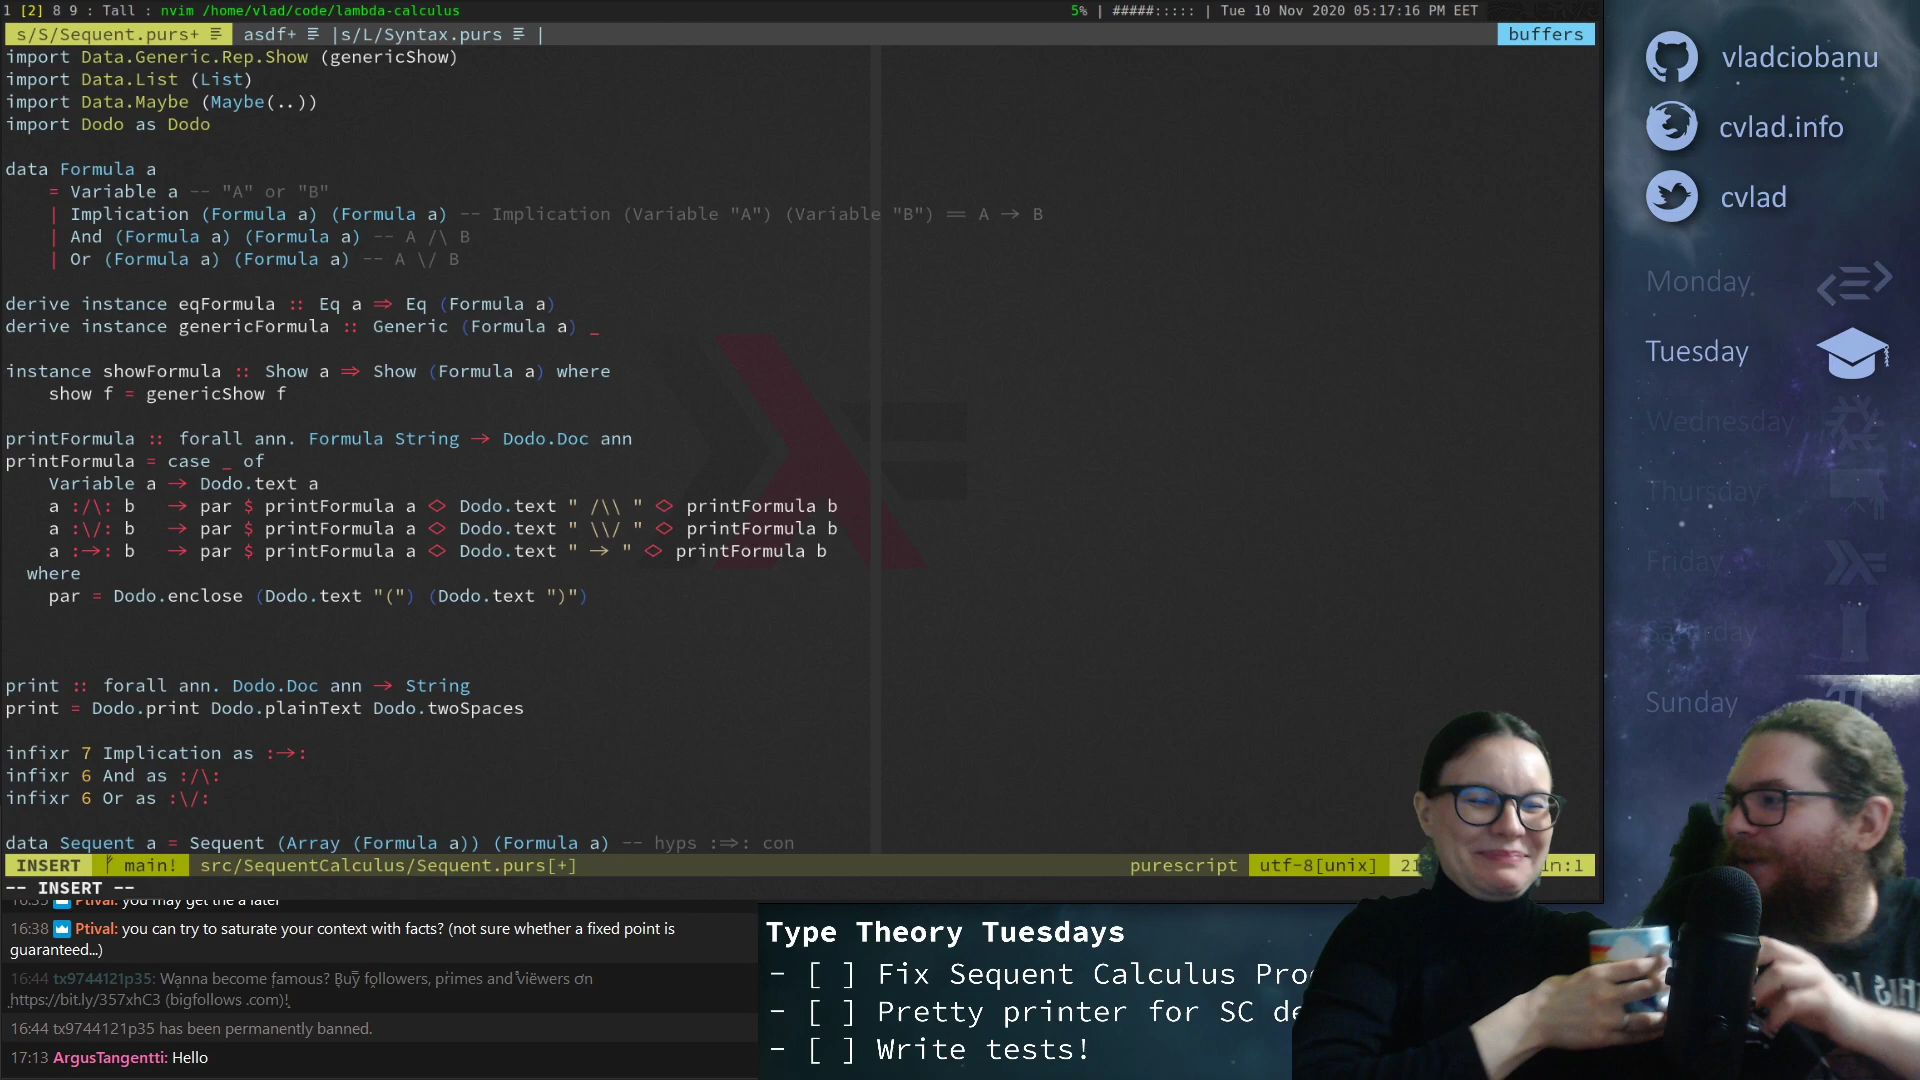 1 [2] 8 9 : Tall : nvim /home/vlad/code/lambda-calculus
5% | #####::::: | Tue 10 Nov 2020 05:17:16 PM EET
s/S/Sequent.purs+ asdf+ |s/L/Syntax.purs | buffers
import Data.Generic.Rep.Show (genericShow)
import Data.List (List)
import Data.Maybe (Maybe(..))
import Dodo as Dodo
data Formula a
= Variable a -- "A" or "B"
| Implication (Formula a) (Formula a) -- Implication (Variable "A") (Variable "B") == A -> B
| And (Formula a) (Formula a) -- A /\ B
| Or (Formula a) (Formula a) -- A \/ B
derive instance eqFormula :: Eq a => Eq (Formula a)
derive instance genericFormula :: Generic (Formula a) _
instance showFormula :: Show a => Show (Formula a) where
show f = genericShow f
printFormula :: forall ann. Formula String -> Dodo.Doc ann
printFormula = case _ of
Variable a -> Dodo.text a
a :/\: b -> par $ printFormula a <> Dodo.text " /\\ " <> printFormula b
a :\/: b -> par $ printFormula a <> Dodo.text " \\/ " <> printFormula b
a :->: b -> par $ printFormula a <> Dodo.text " -> " <> printFormula b
where
par = Dodo.enclose (Dodo.text "(") (Dodo.text ")")
print :: forall ann. Dodo.Doc ann -> String
print = Dodo.print Dodo.plainText Dodo.twoSpaces
infixr 7 Implication as :->:
infixr 6 And as :/\:
infixr 6 Or as :\/:
data Sequent a = Sequent (Array (Formula a)) (Formula a) -- hyps :=>: con
INSERT main! src/SequentCalculus/Sequent.purs[+] purescript utf-8[unix]
-- INSERT --
Ptival: you may get the a later
16:38 Ptival: you can try to saturate your context with facts? (not sure whether a fixed point is
guaranteed...)
16:44 tx9744121p35: Wanna become famous? Buy followers, primes and viewers on
https://bit.ly/357xhC3 (bigfollows .com)!
16:44 tx9744121p35 has been permanently banned.
17:13 ArgusTangentti: Hello
Type Theory Tuesdays
- [ ] Fix Sequent Calculus
- [ ] Pretty printer for SC
- [ ] Write tests!
vladciobanu
cvlad.info
cvlad
Monday
Tuesday
Wednesday
Thursday
Friday
Saturday
Sunday